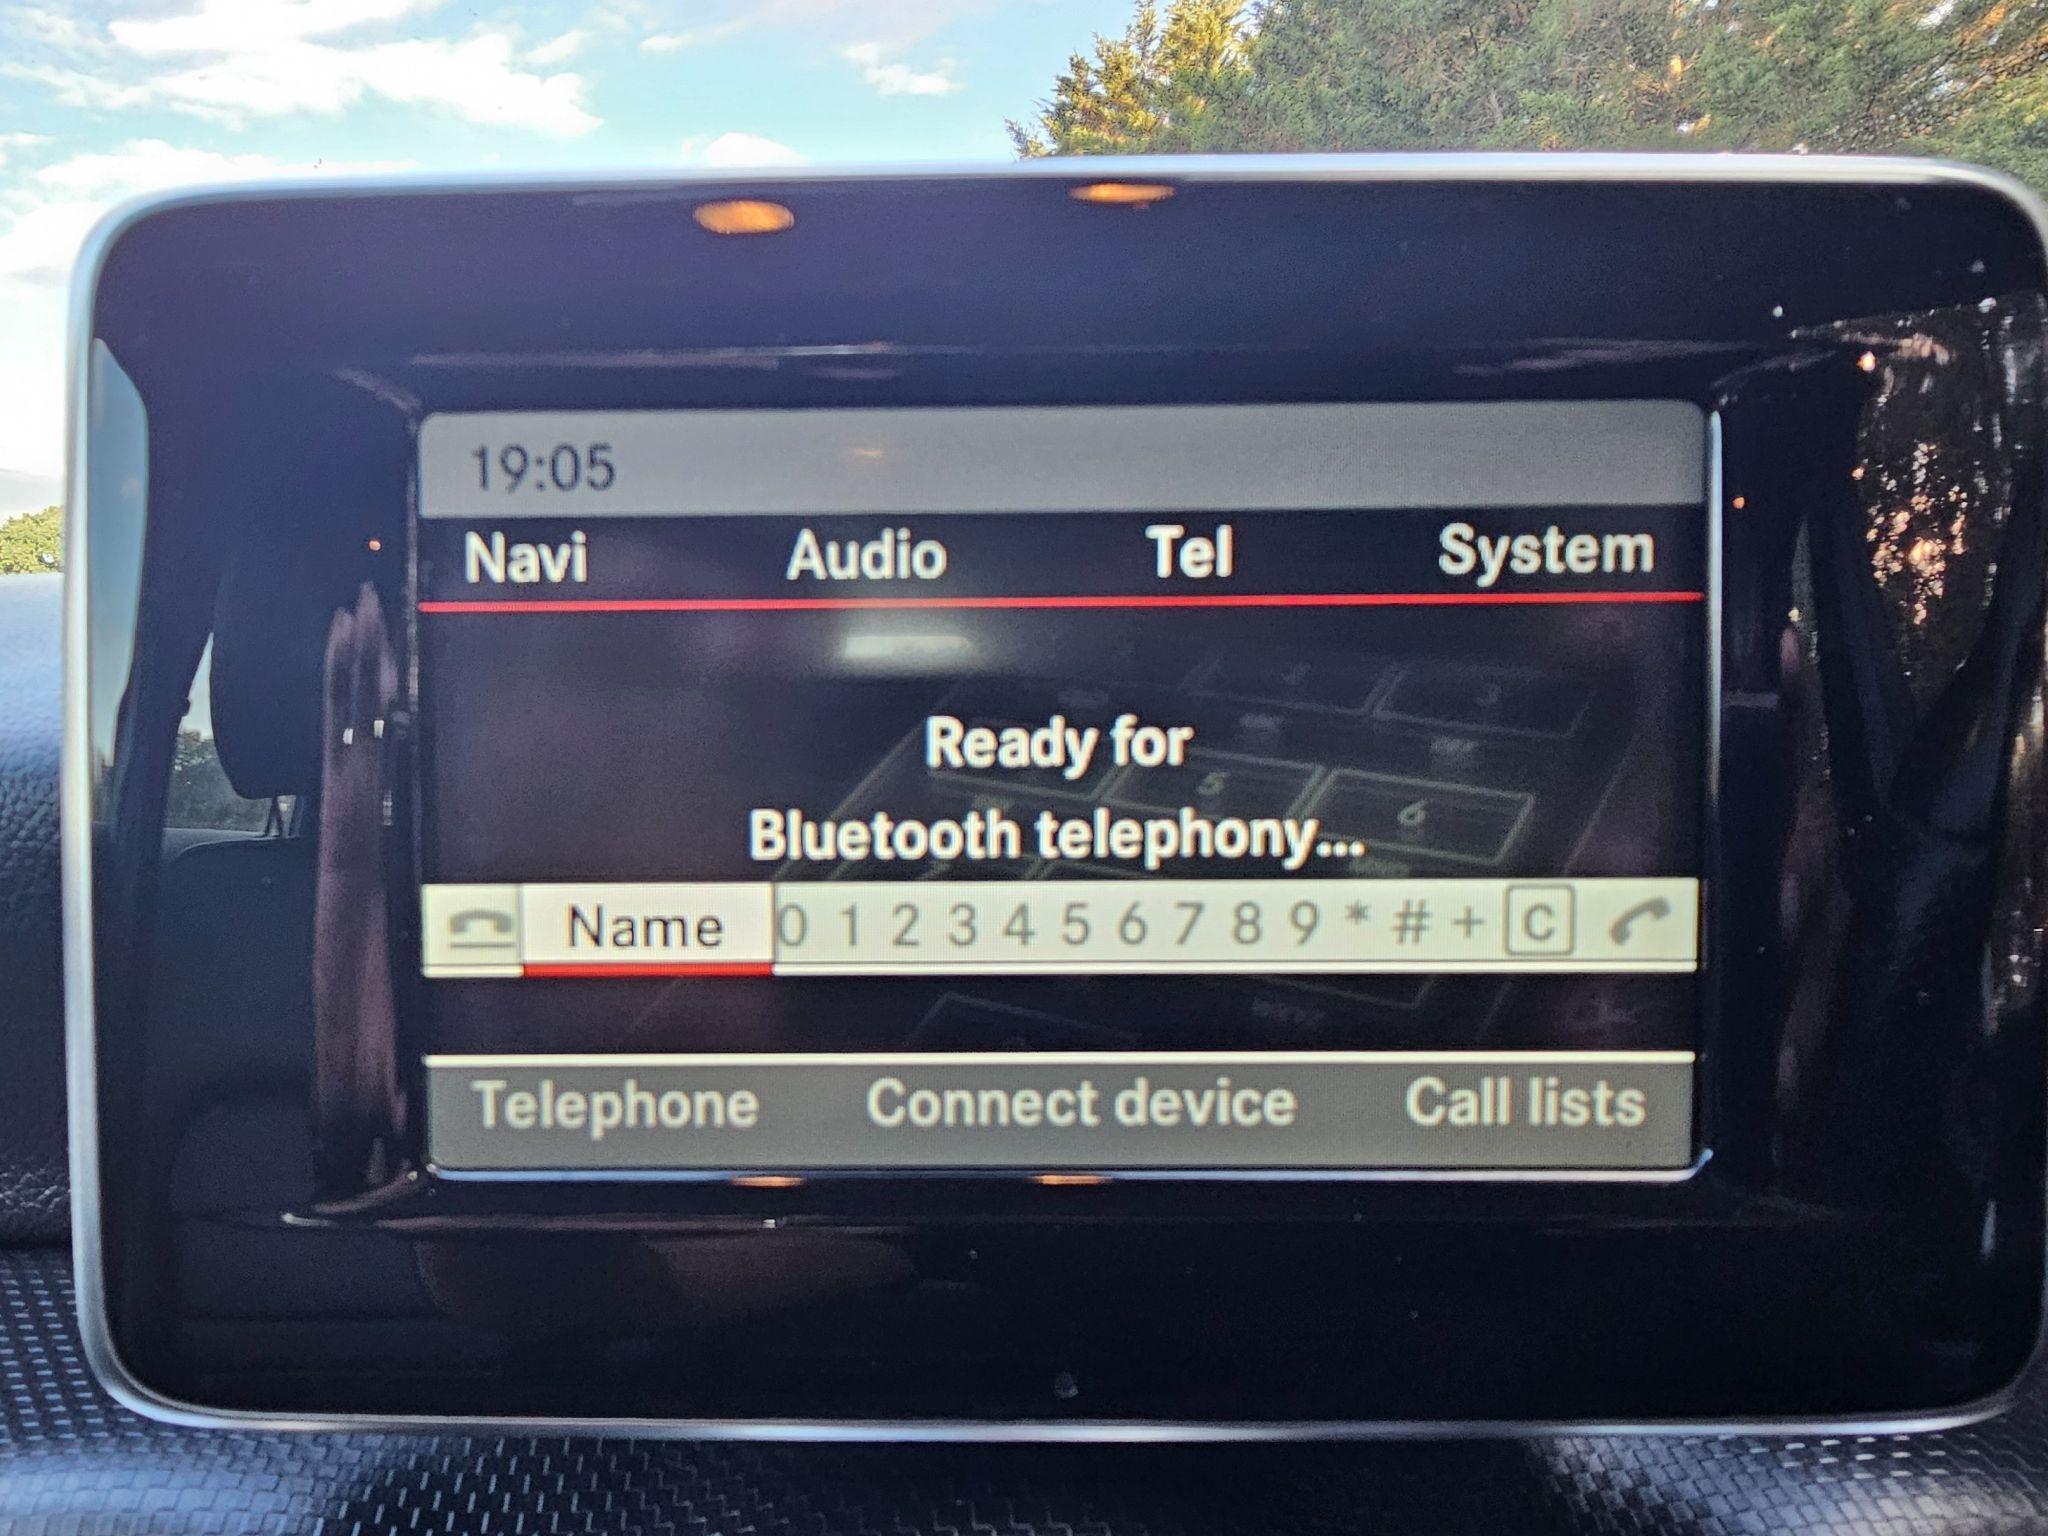 19:05
Navi Audio Tel System
Ready for
Bluetooth telephony...
Name 0 1 2 3 4 5 6 7 8 9 * # + C
Telephone Connect device Call lists